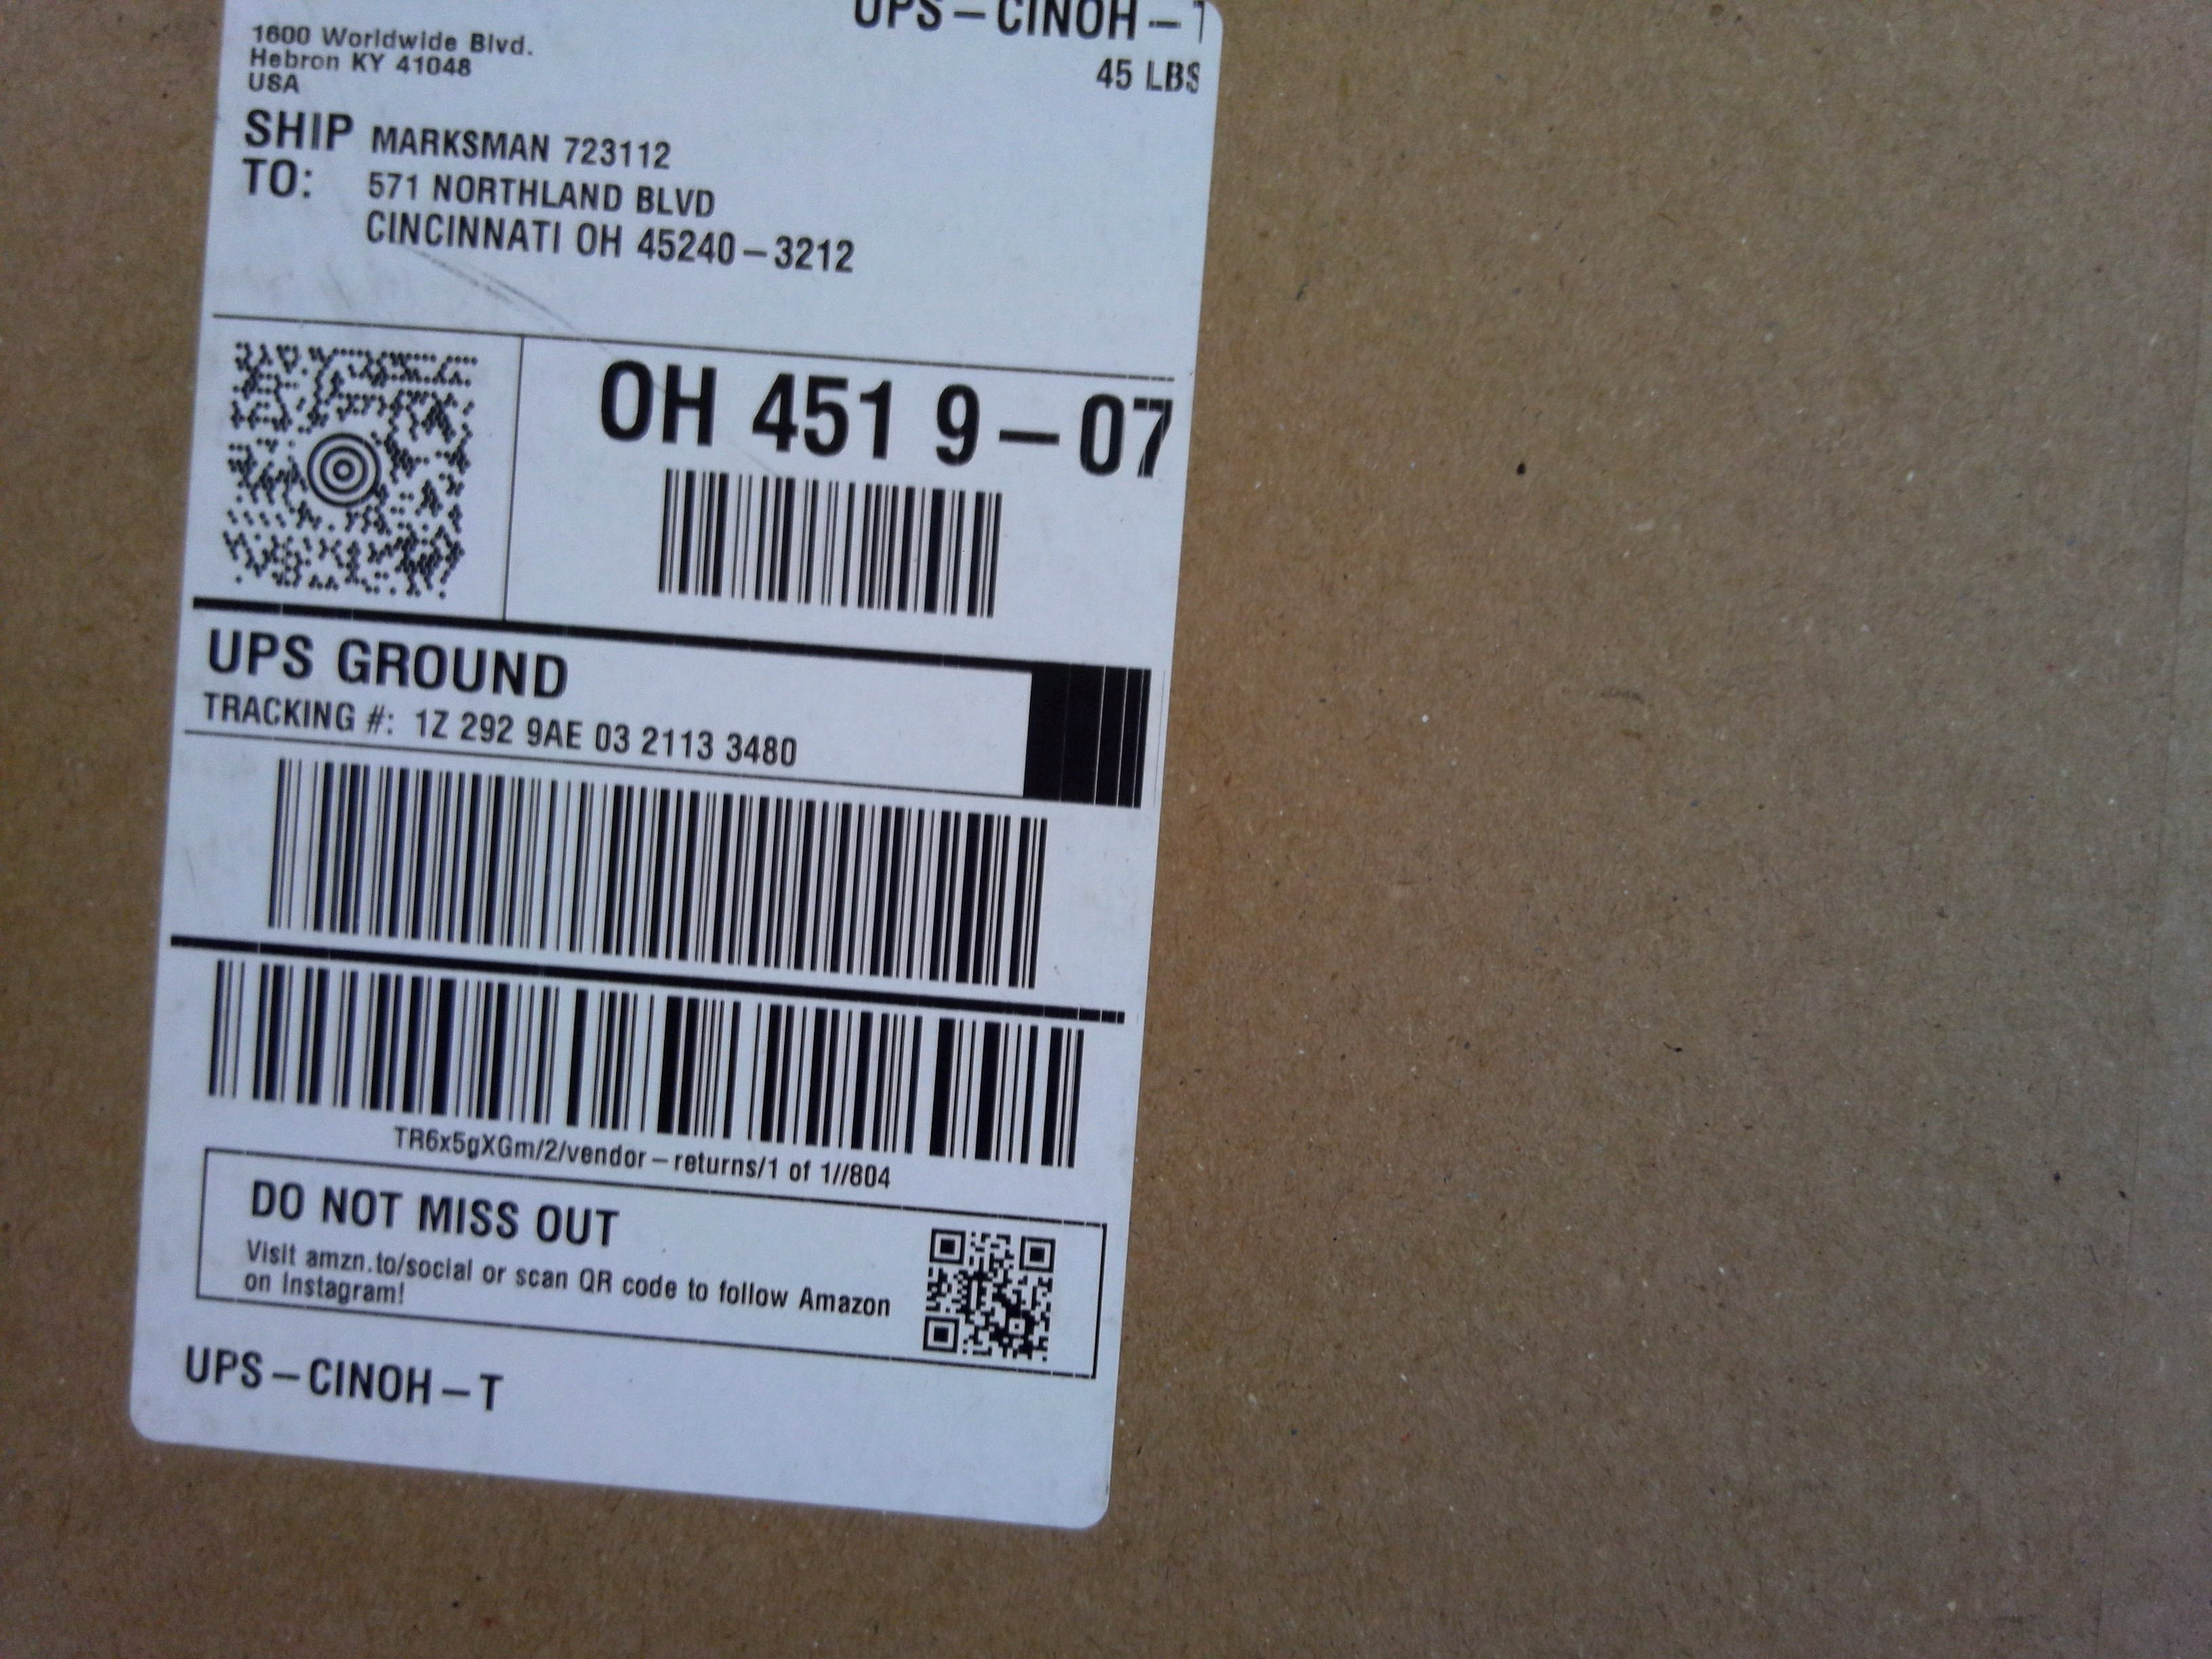 UPS-CINOH-T
1600 Worldwide Blvd.
Hebron KY 41048
USA
45 LBS
SHIP TO:
MARKSMAN 723112
571 NORTHLAND BLVD
CINCINNATI OH 45240-3212
OH 451 9-07
UPS GROUND
TRACKING #: 1Z 292 9AE 03 2113 3480
TR6x5gXGm/2/vendor-returns/1 of 1//804
DO NOT MISS OUT
Visit amzn.to/social or scan QR code to follow Amazon
on Instagram!
UPS-CINOH-T